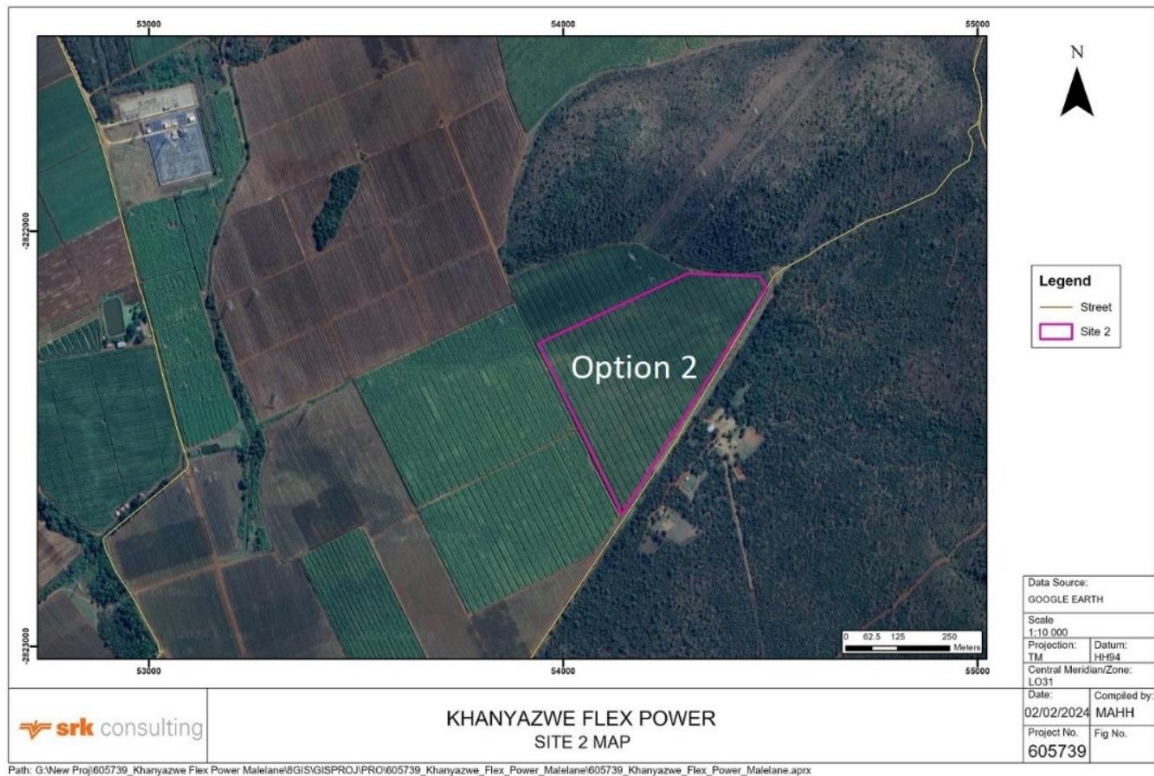 53000 54000 55000
N
-2822000
Legend
Street
Site 2
Option 2
-2823000
0 62.5 125 250
Meters
53000 54000 55000
Data Source:
GOOGLE EARTH
Scale
1:10 000
Projection: Datum:
TM HH94
Central Meridian/Zone:
LO31
Date: Compiled by:
02/02/2024 MAHH
Project No. Fig No.
605739
srk consulting
KHANYAZWE FLEX POWER
SITE 2 MAP
Path: G:\New Proj\605739_Khanyazwe Flex Power Malelane\8GIS\GISPROJ\PRO\605739_Khanyazwe_Flex_Power_Malelane\605739_Khanyazwe_Flex_Power_Malelane.aprx